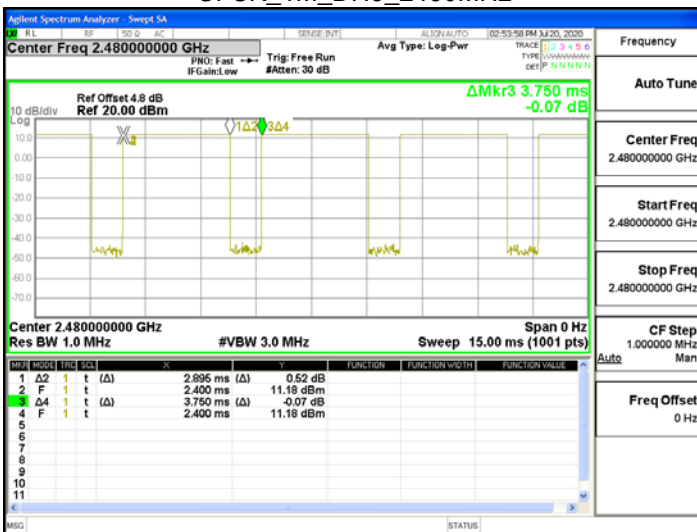 Agilent Spectrum Analyzer - Swept SA
RL RF 50 Ω AC SENSE:INT ALIGN AUTO 02:53:58 PM Jul 20, 2020
Center Freq 2.480000000 GHz
PNO: Fast
IFGain:Low
Trig: Free Run
#Atten: 30 dB
Avg Type: Log-Pwr
TRACE 1 2 3 4 5 6
TYPE
DET P N N N N N
Frequency
Auto Tune
ΔMkr3 3.750 ms
-0.07 dB
Ref Offset 4.8 dB
10 dB/div Ref 20.00 dBm
Log
10.0
0.00
-10.0
-20.0
-30.0
-40.0
-50.0
-60.0
-70.0
1Δ2 3Δ4
Center Freq
2.480000000 GHz
Start Freq
2.480000000 GHz
Stop Freq
2.480000000 GHz
CF Step
1.000000 MHz
Auto Man
Freq Offset
0 Hz
Center 2.480000000 GHz Span 0 Hz
Res BW 1.0 MHz #VBW 3.0 MHz Sweep 15.00 ms (1001 pts)
MKR MODE TRC SCL X Y FUNCTION FUNCTION WIDTH FUNCTION VALUE
1 Δ2 1 t (Δ) 2.895 ms (Δ) 0.52 dB
2 F 1 t 2.400 ms 11.18 dBm
3 Δ4 1 t (Δ) 3.750 ms (Δ) -0.07 dB
4 F 1 t 2.400 ms 11.18 dBm
5
6
7
8
9
10
11
MSG STATUS